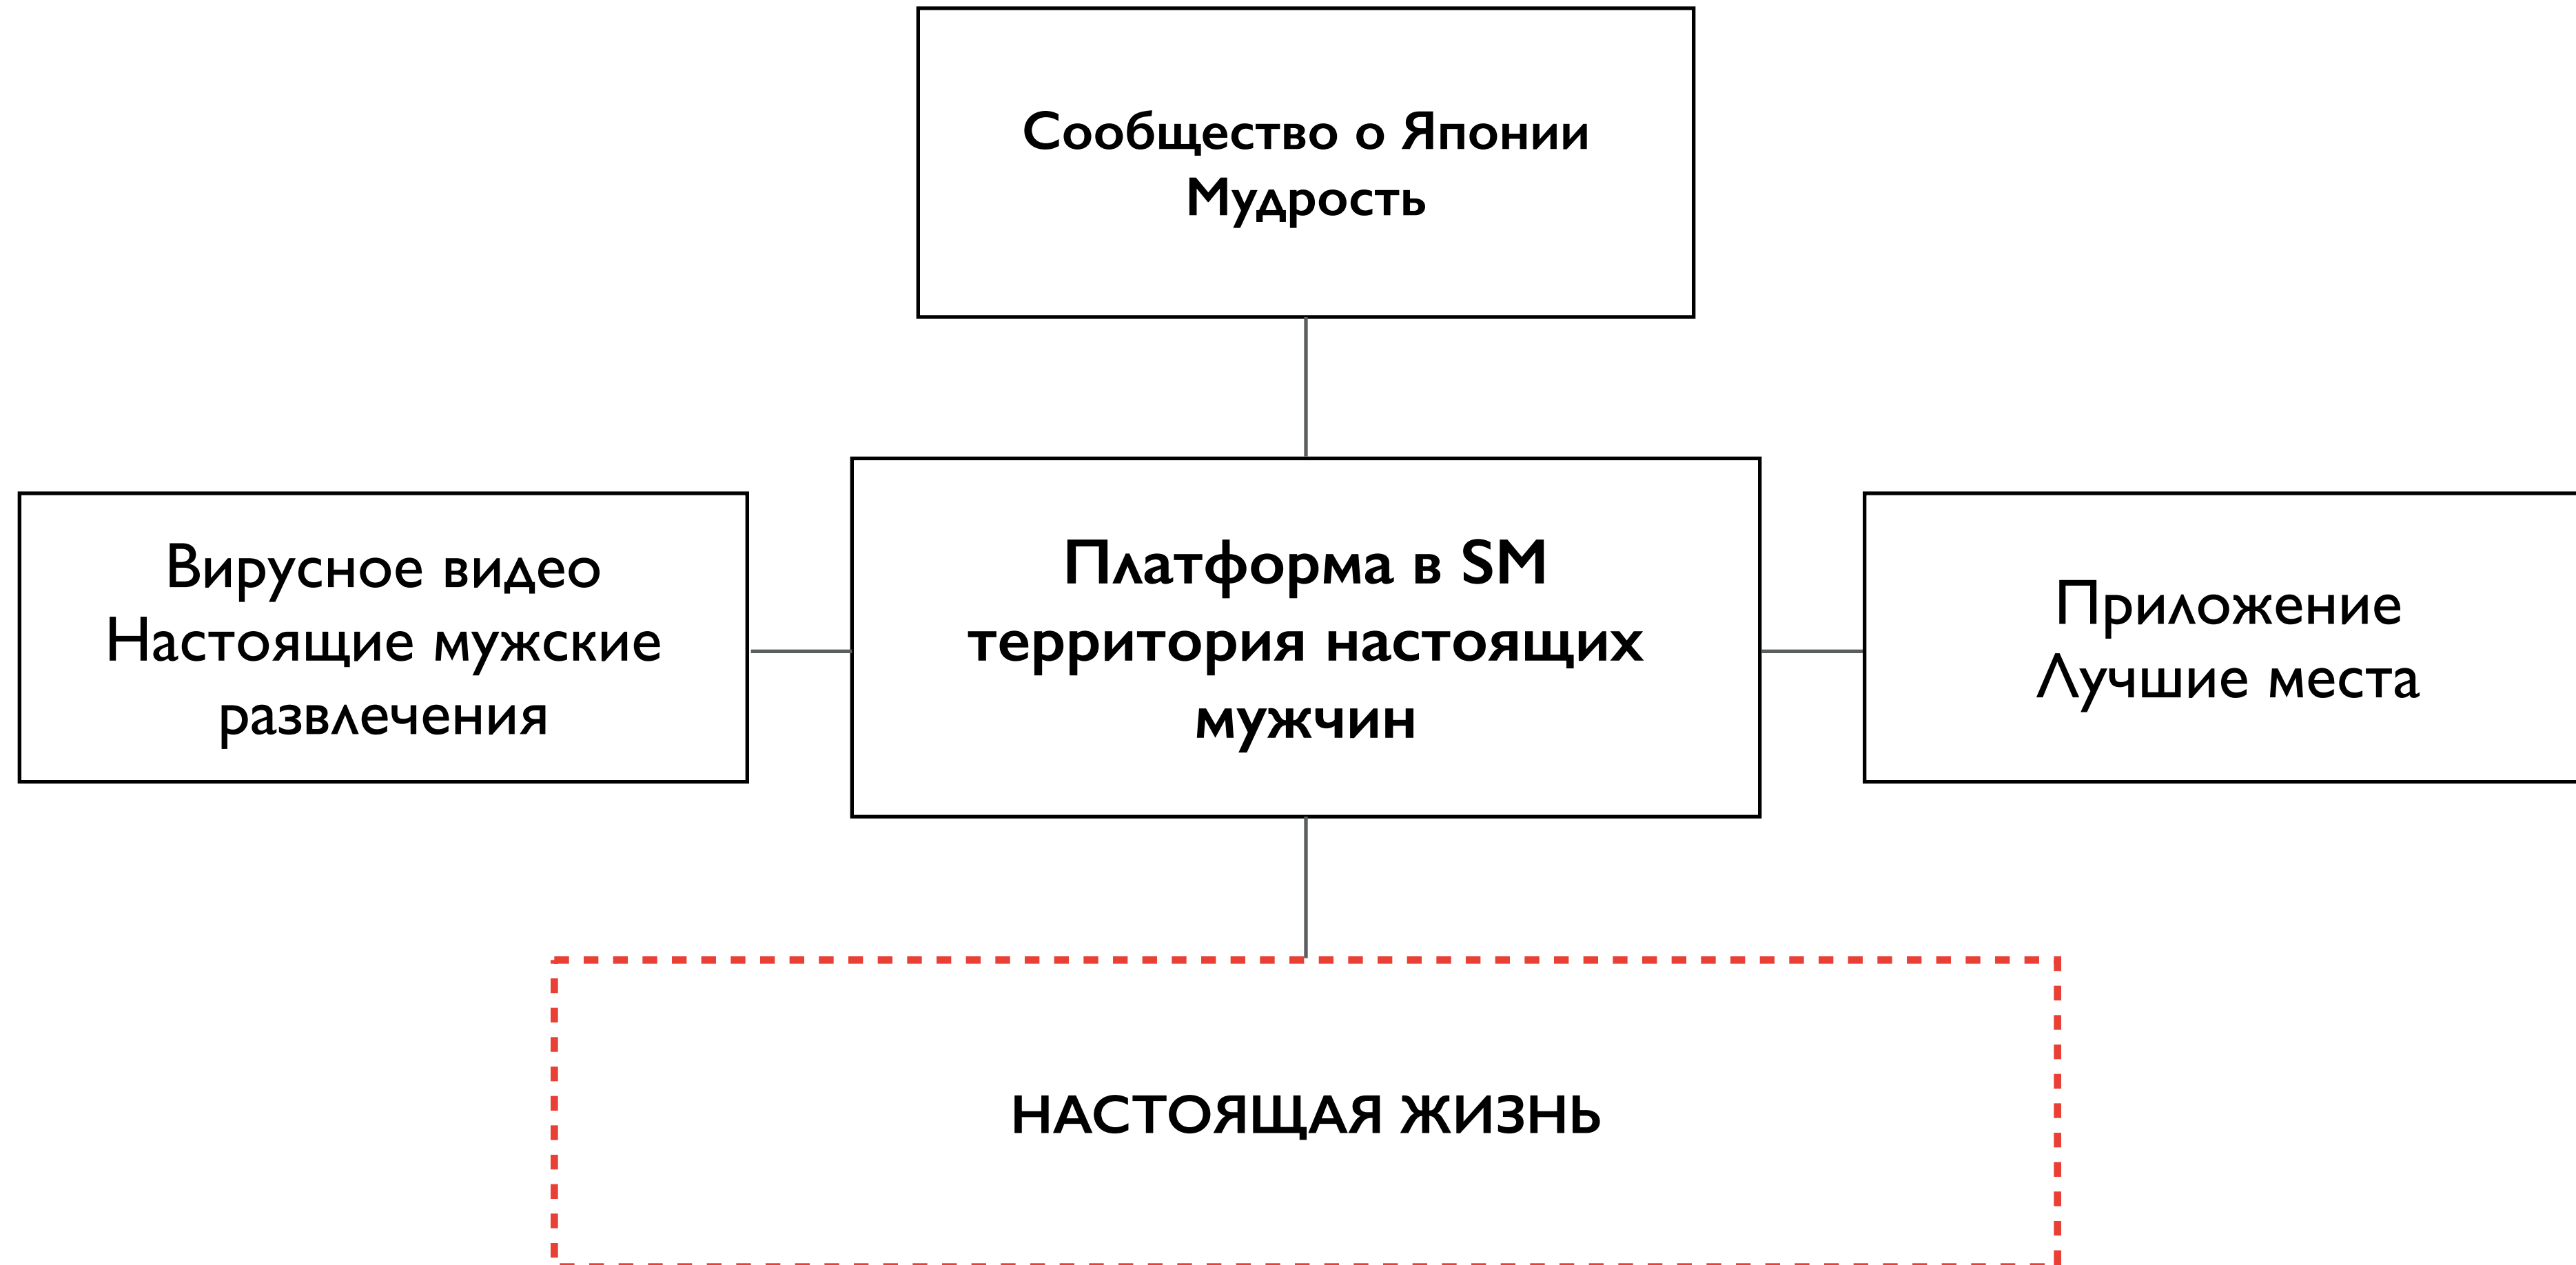 Сообщество о Японии
Мудрость
Вирусное видео
Настоящие мужские
развлечения
Платформа в SM
территория настоящих
мужчин
Приложение
Лучшие места
НАСТОЯЩАЯ ЖИЗНЬ